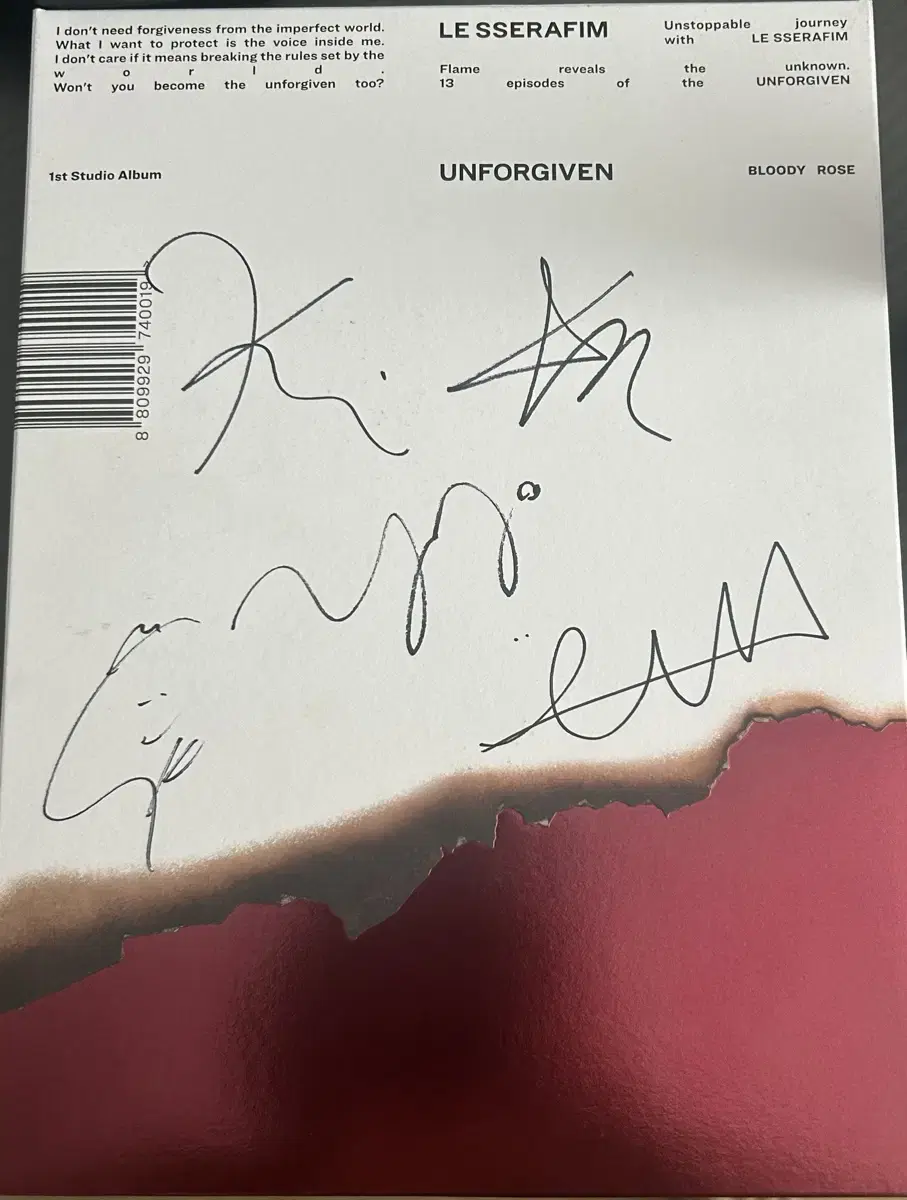 I don't need forgiveness from the imperfect world.
What I want to protect is the voice inside me.
I don't care if it means breaking the rules set by the
w o r l d .
Won't you become the unforgiven too?
LE SSERAFIM
Unstoppable journey
with LE SSERAFIM
Flame reveals the unknown.
13 episodes of the UNFORGIVEN
1st Studio Album
UNFORGIVEN
BLOODY ROSE
8 809929 740019